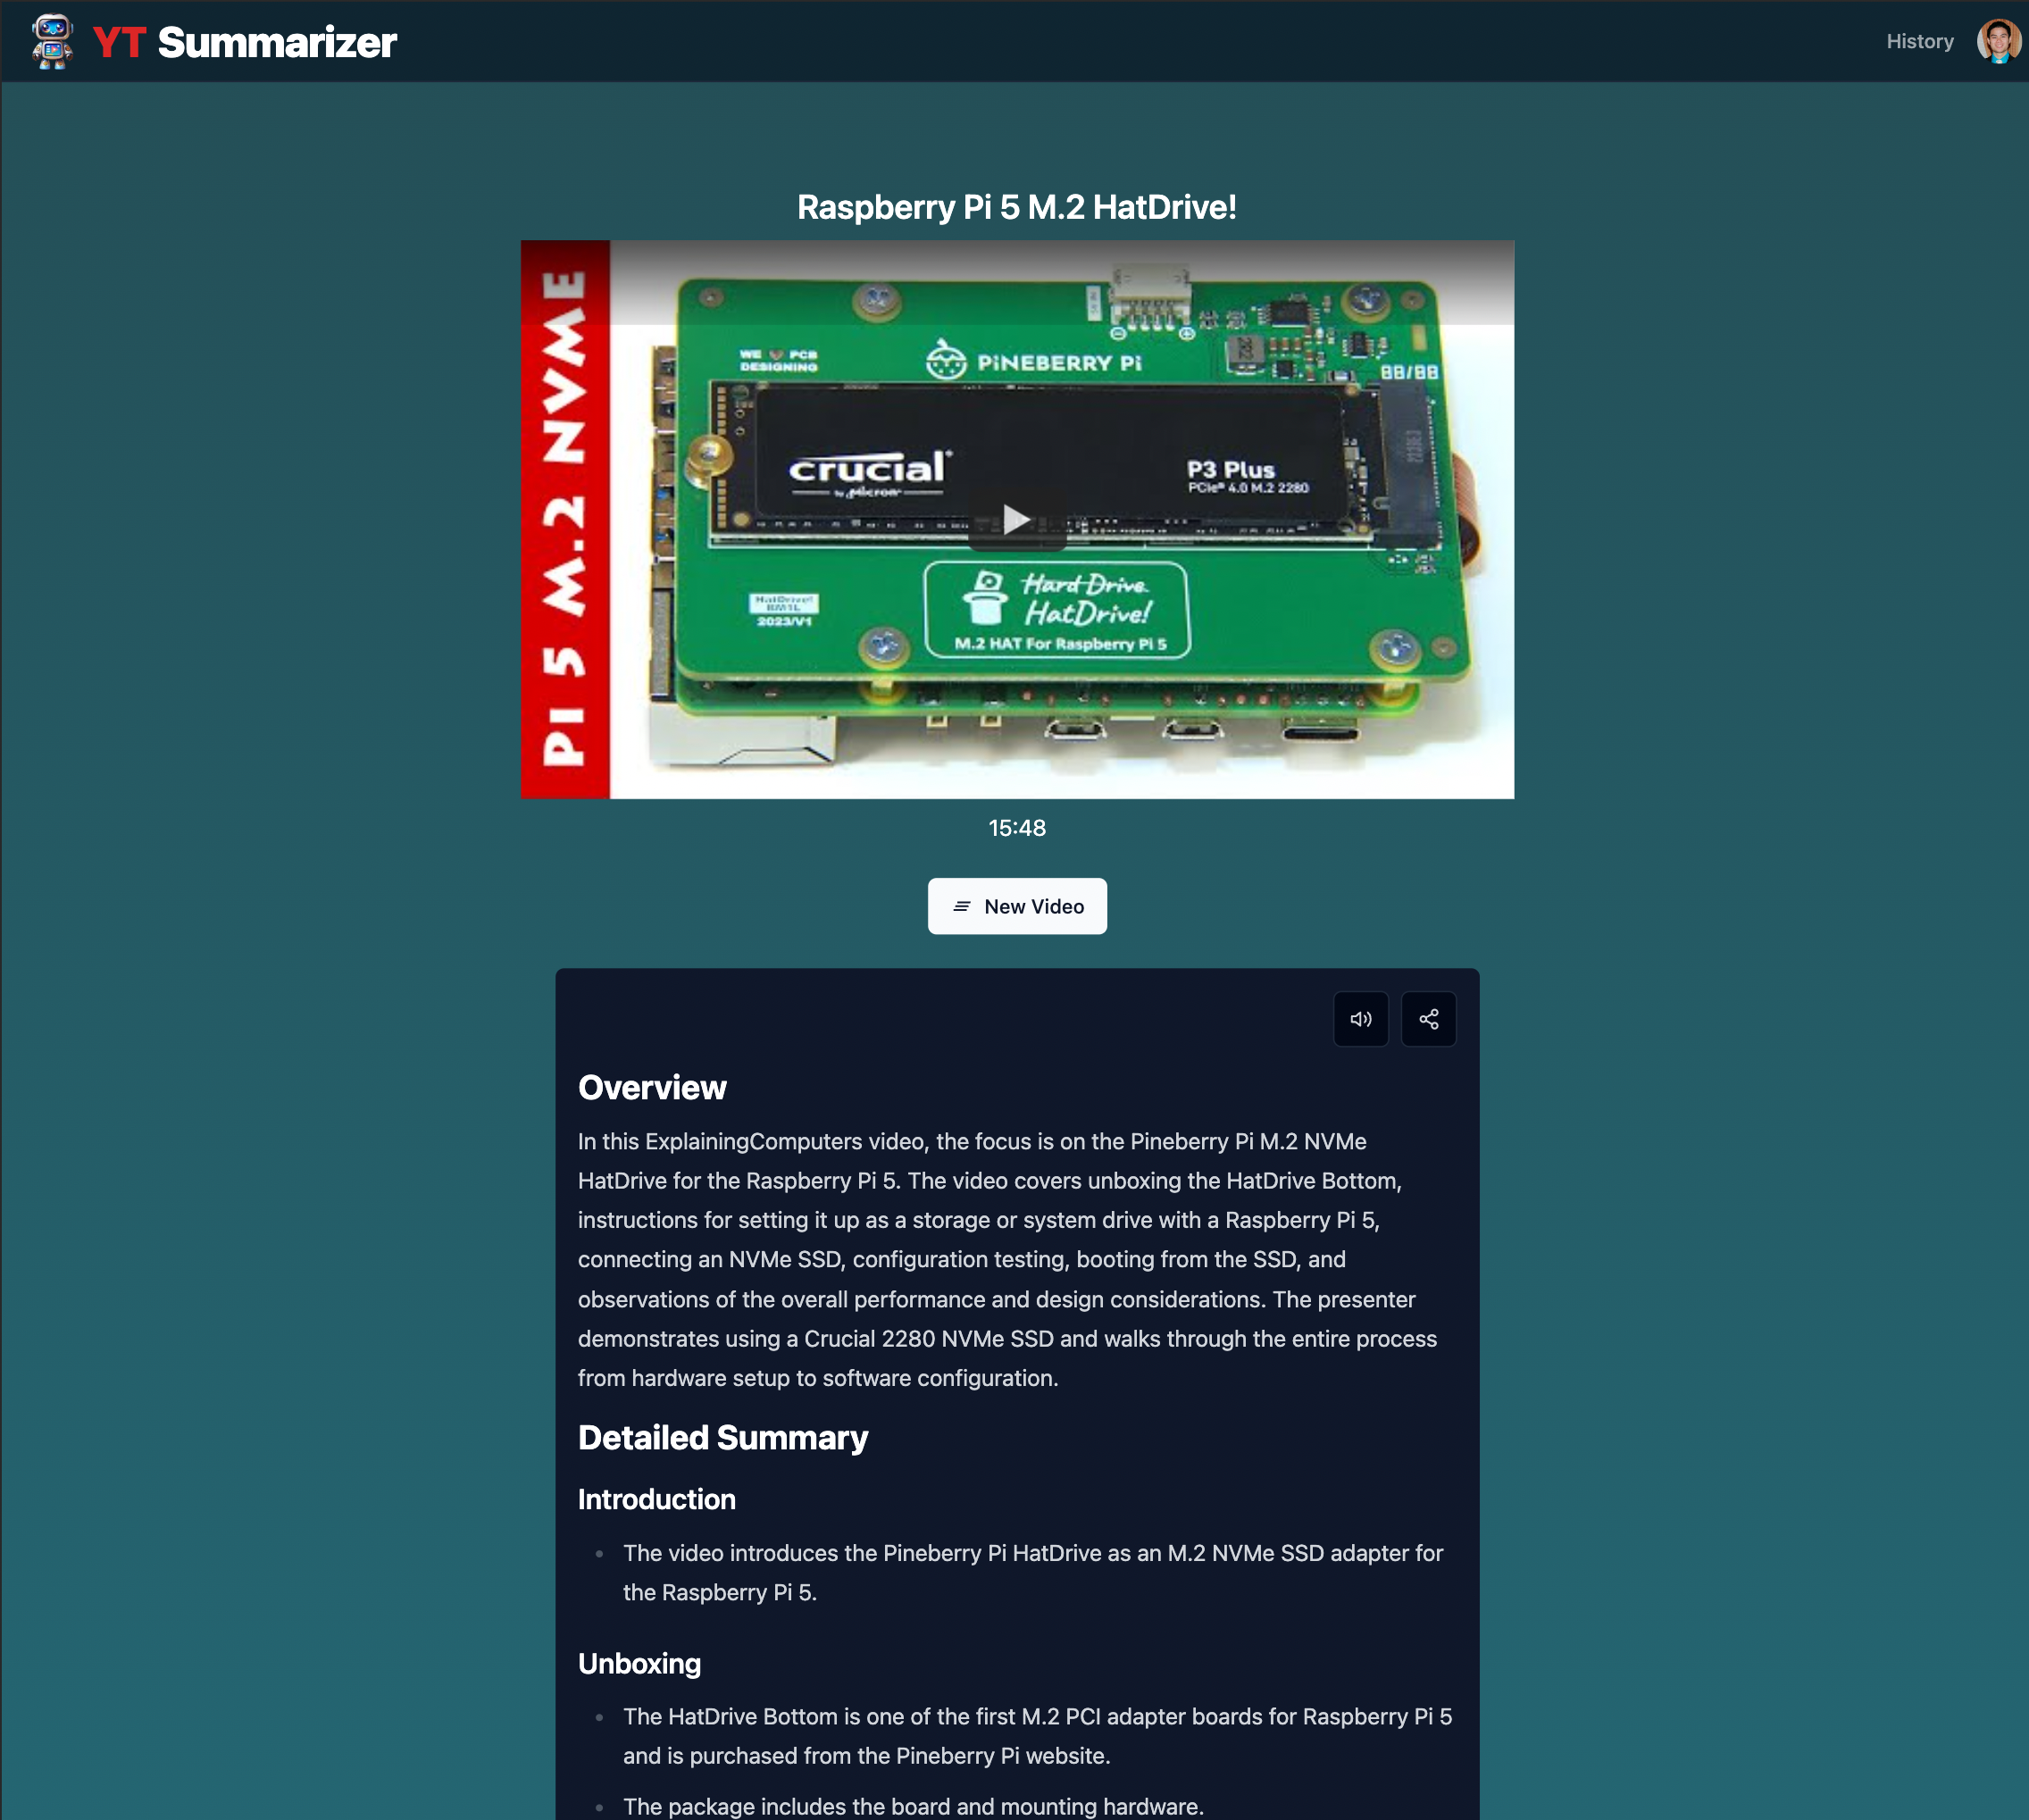 YT Summarizer
History
Raspberry Pi 5 M.2 HatDrive!
PI 5 M.2 NVME
WE PCB
DESIGNING
PiNEBERRY Pi
crucial
by Micron
P3 Plus
PCIe® 4.0 M.2 2280
Hard Drive
HatDrive!
M.2 HAT For Raspberry Pi 5
HatDrive!
BM1L
2023/V1
15:48
New Video
Overview
In this ExplainingComputers video, the focus is on the Pineberry Pi M.2 NVMe
HatDrive for the Raspberry Pi 5. The video covers unboxing the HatDrive Bottom,
instructions for setting it up as a storage or system drive with a Raspberry Pi 5,
connecting an NVMe SSD, configuration testing, booting from the SSD, and
observations of the overall performance and design considerations. The presenter
demonstrates using a Crucial 2280 NVMe SSD and walks through the entire process
from hardware setup to software configuration.
Detailed Summary
Introduction
• The video introduces the Pineberry Pi HatDrive as an M.2 NVMe SSD adapter for
the Raspberry Pi 5.
Unboxing
• The HatDrive Bottom is one of the first M.2 PCI adapter boards for Raspberry Pi 5
and is purchased from the Pineberry Pi website.
• The package includes the board and mounting hardware.